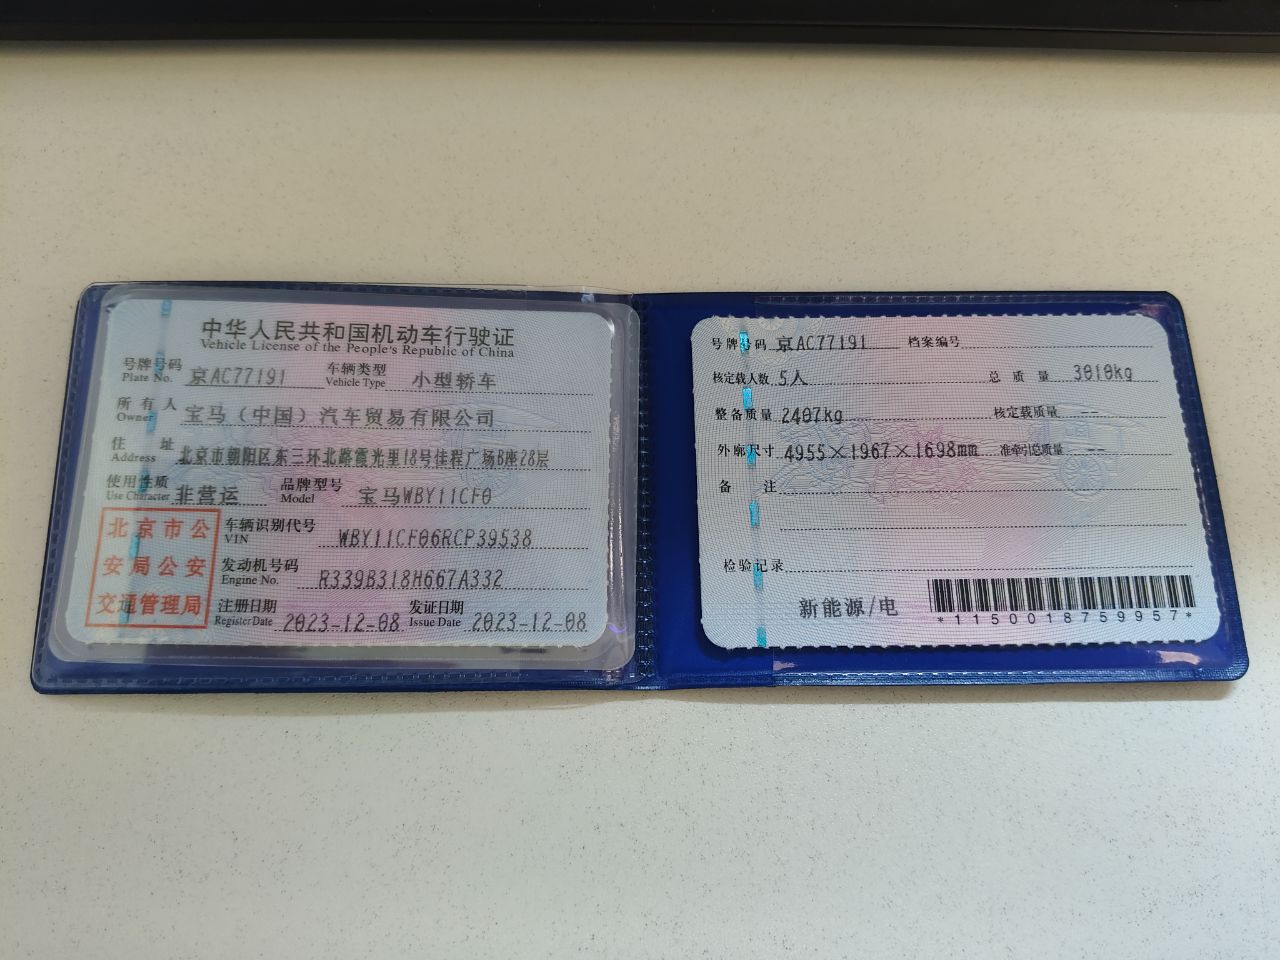 中华人民共和国机动车行驶证
Vehicle License of the People's Republic of China
号牌号码 京AC77191 车辆类型 小型轿车
Plate No. Vehicle Type
所有人 宝马（中国）汽车贸易有限公司
Owner
住址 北京市朝阳区东三环北路霞光里18号佳程广场B座28层
Address
使用性质 非营运 品牌型号 宝马WBY11CF0
Use Character Model
北京市公
安局公安
交通管理局
车辆识别代号 WBY11CF06RCP39538
VIN
发动机号码 R339B318H667A332
Engine No.
注册日期 2023-12-08 发证日期 2023-12-08
Register Date Issue Date
号牌号码 京AC77191 档案编号
核定载人数 5人 总质量 3010kg
整备质量 2407kg 核定载质量 --
外廓尺寸 4955×1967×1698mm 准牵引总质量 --
备注
检验记录
新能源/电
*1150018759957*